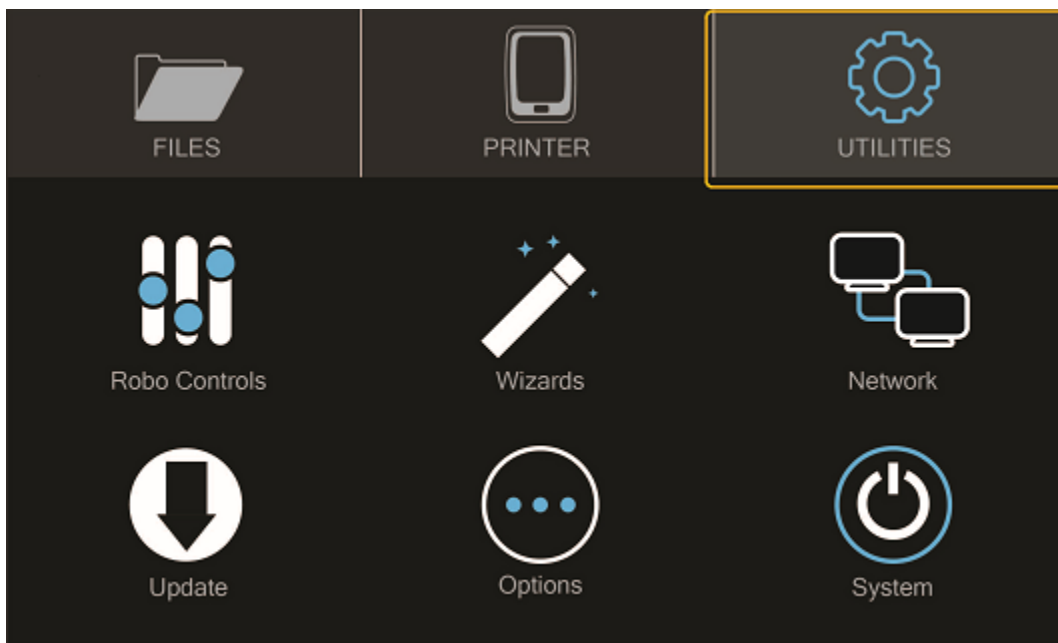 FILES
PRINTER
UTILITIES
Robo Controls
Wizards
Network
Update
Options
System